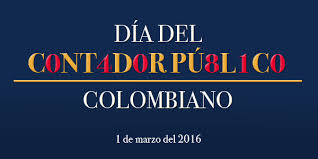 DÍA DEL
C0NT4D0R PÚ8L1C0
COLOMBIANO
1 de marzo del 2016